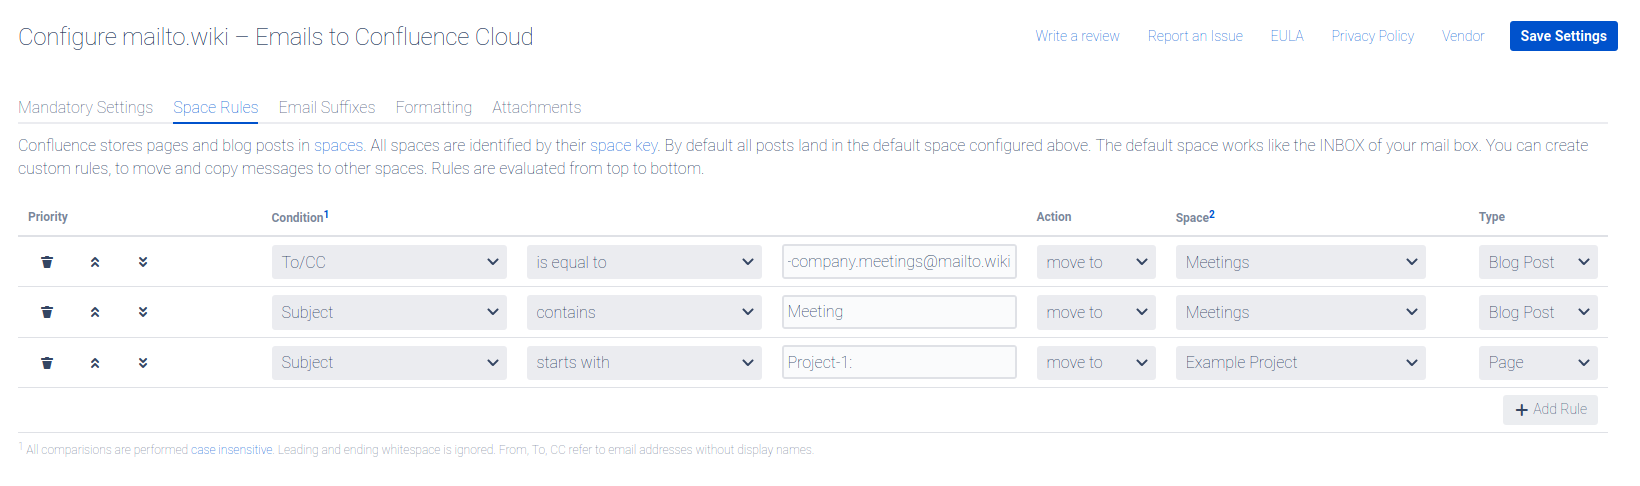 Configure mailto.wiki – Emails to Confluence Cloud
Write a review Report an Issue EULA Privacy Policy Vendor Save Settings
Mandatory Settings Space Rules Email Suffixes Formatting Attachments
Confluence stores pages and blog posts in spaces. All spaces are identified by their space key. By default all posts land in the default space configured above. The default space works like the INBOX of your mail box. You can create
custom rules, to move and copy messages to other spaces. Rules are evaluated from top to bottom.
Priority Condition1 Action Space2 Type
To/CC is equal to -company.meetings@mailto.wiki move to Meetings Blog Post
Subject contains Meeting move to Meetings Blog Post
Subject starts with Project-1: move to Example Project Page
+ Add Rule
1 All comparisions are performed case insensitive. Leading and ending whitespace is ignored. From, To, CC refer to email addresses without display names.